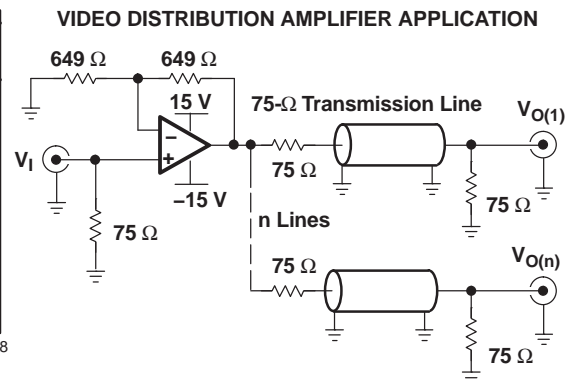 VIDEO DISTRIBUTION AMPLIFIER APPLICATION
649 Ω
649 Ω
15 V
75-Ω Transmission Line
VO(1)
VI
−
+
75 Ω
−15 V
75 Ω
75 Ω
n Lines
75 Ω
VO(n)
75 Ω
8